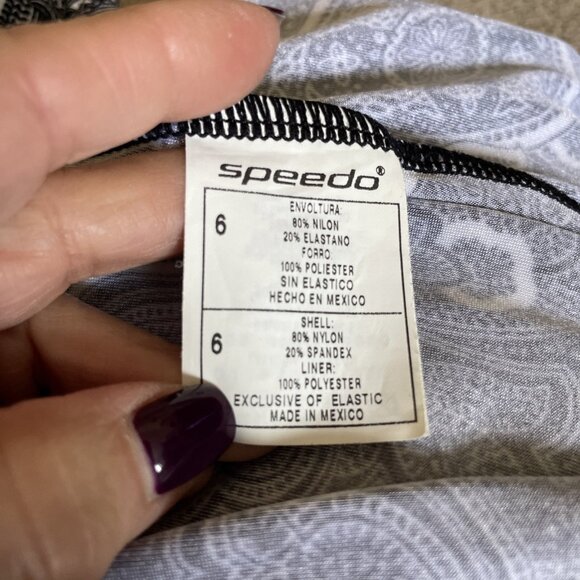 speedo®
6
ENVOLTURA:
80% NILON
20% ELASTANO
FORRO:
100% POLIESTER
SIN ELASTICO
HECHO EN MEXICO
6
SHELL:
80% NYLON
20% SPANDEX
LINER:
100% POLYESTER
EXCLUSIVE OF ELASTIC
MADE IN MEXICO